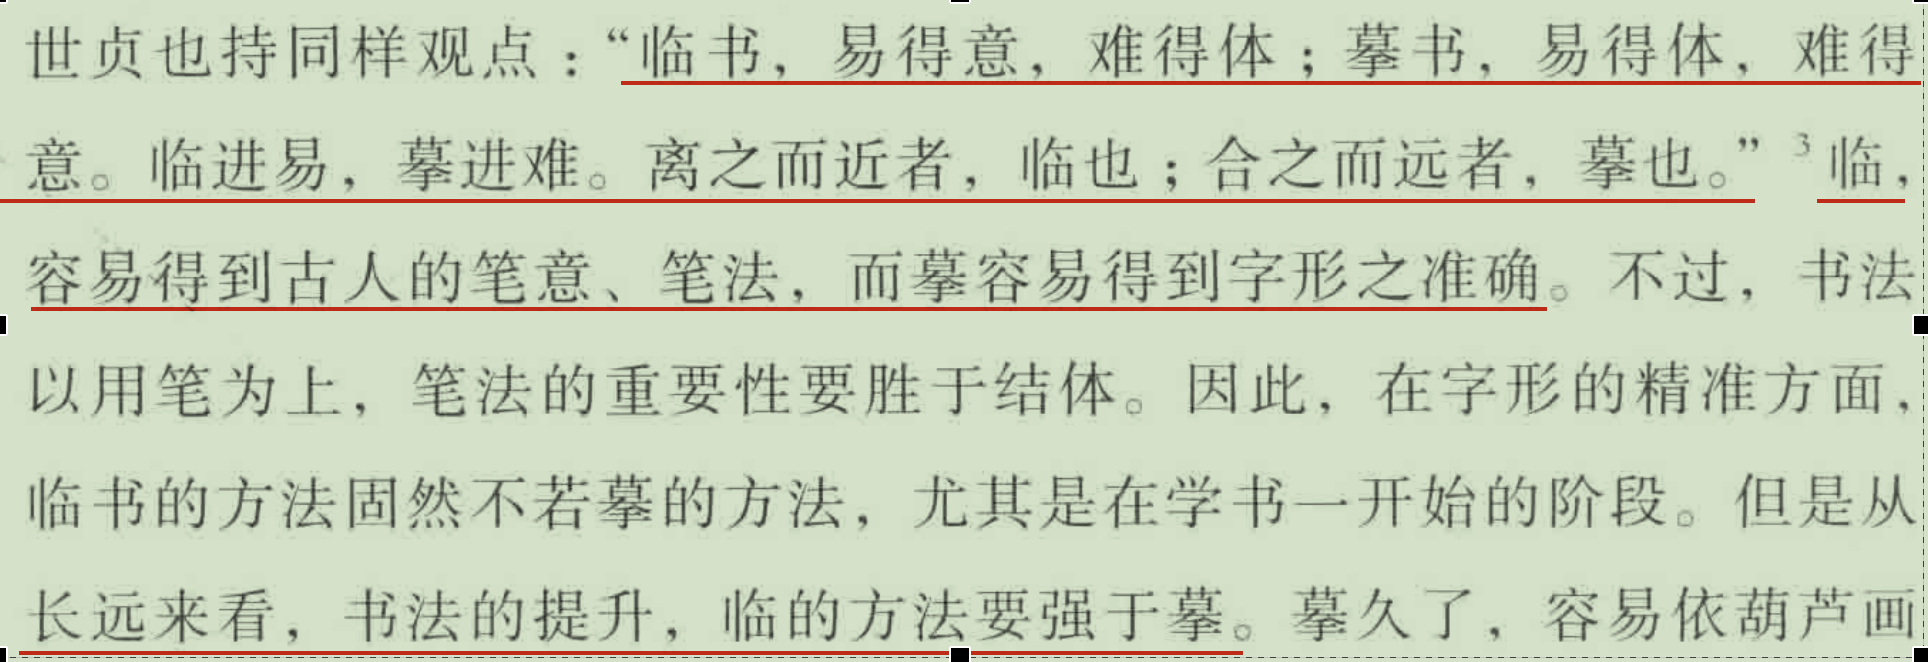 世贞也持同样观点：“临书，易得意，难得体；摹书，易得体，难得
意。临进易，摹进难。离之而近者，临也；合之而远者，摹也。” 3 临，
容易得到古人的笔意、笔法，而摹容易得到字形之准确。不过，书法
以用笔为上，笔法的重要性要胜于结体。因此，在字形的精准方面，
临书的方法固然不若摹的方法，尤其是在学书一开始的阶段。但是从
长远来看，书法的提升，临的方法要强于摹。摹久了，容易依葫芦画